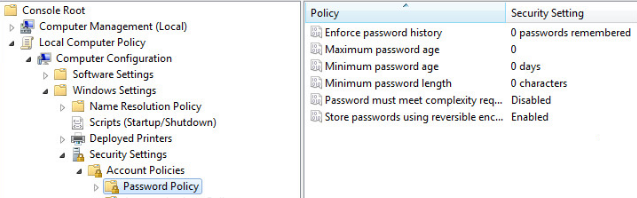 Console Root
Computer Management (Local)
Local Computer Policy
Computer Configuration
Software Settings
Windows Settings
Name Resolution Policy
Scripts (Startup/Shutdown)
Deployed Printers
Security Settings
Account Policies
Password Policy
Policy Security Setting
Enforce password history 0 passwords remembered
Maximum password age 0
Minimum password age 0 days
Minimum password length 0 characters
Password must meet complexity req... Disabled
Store passwords using reversible enc... Enabled